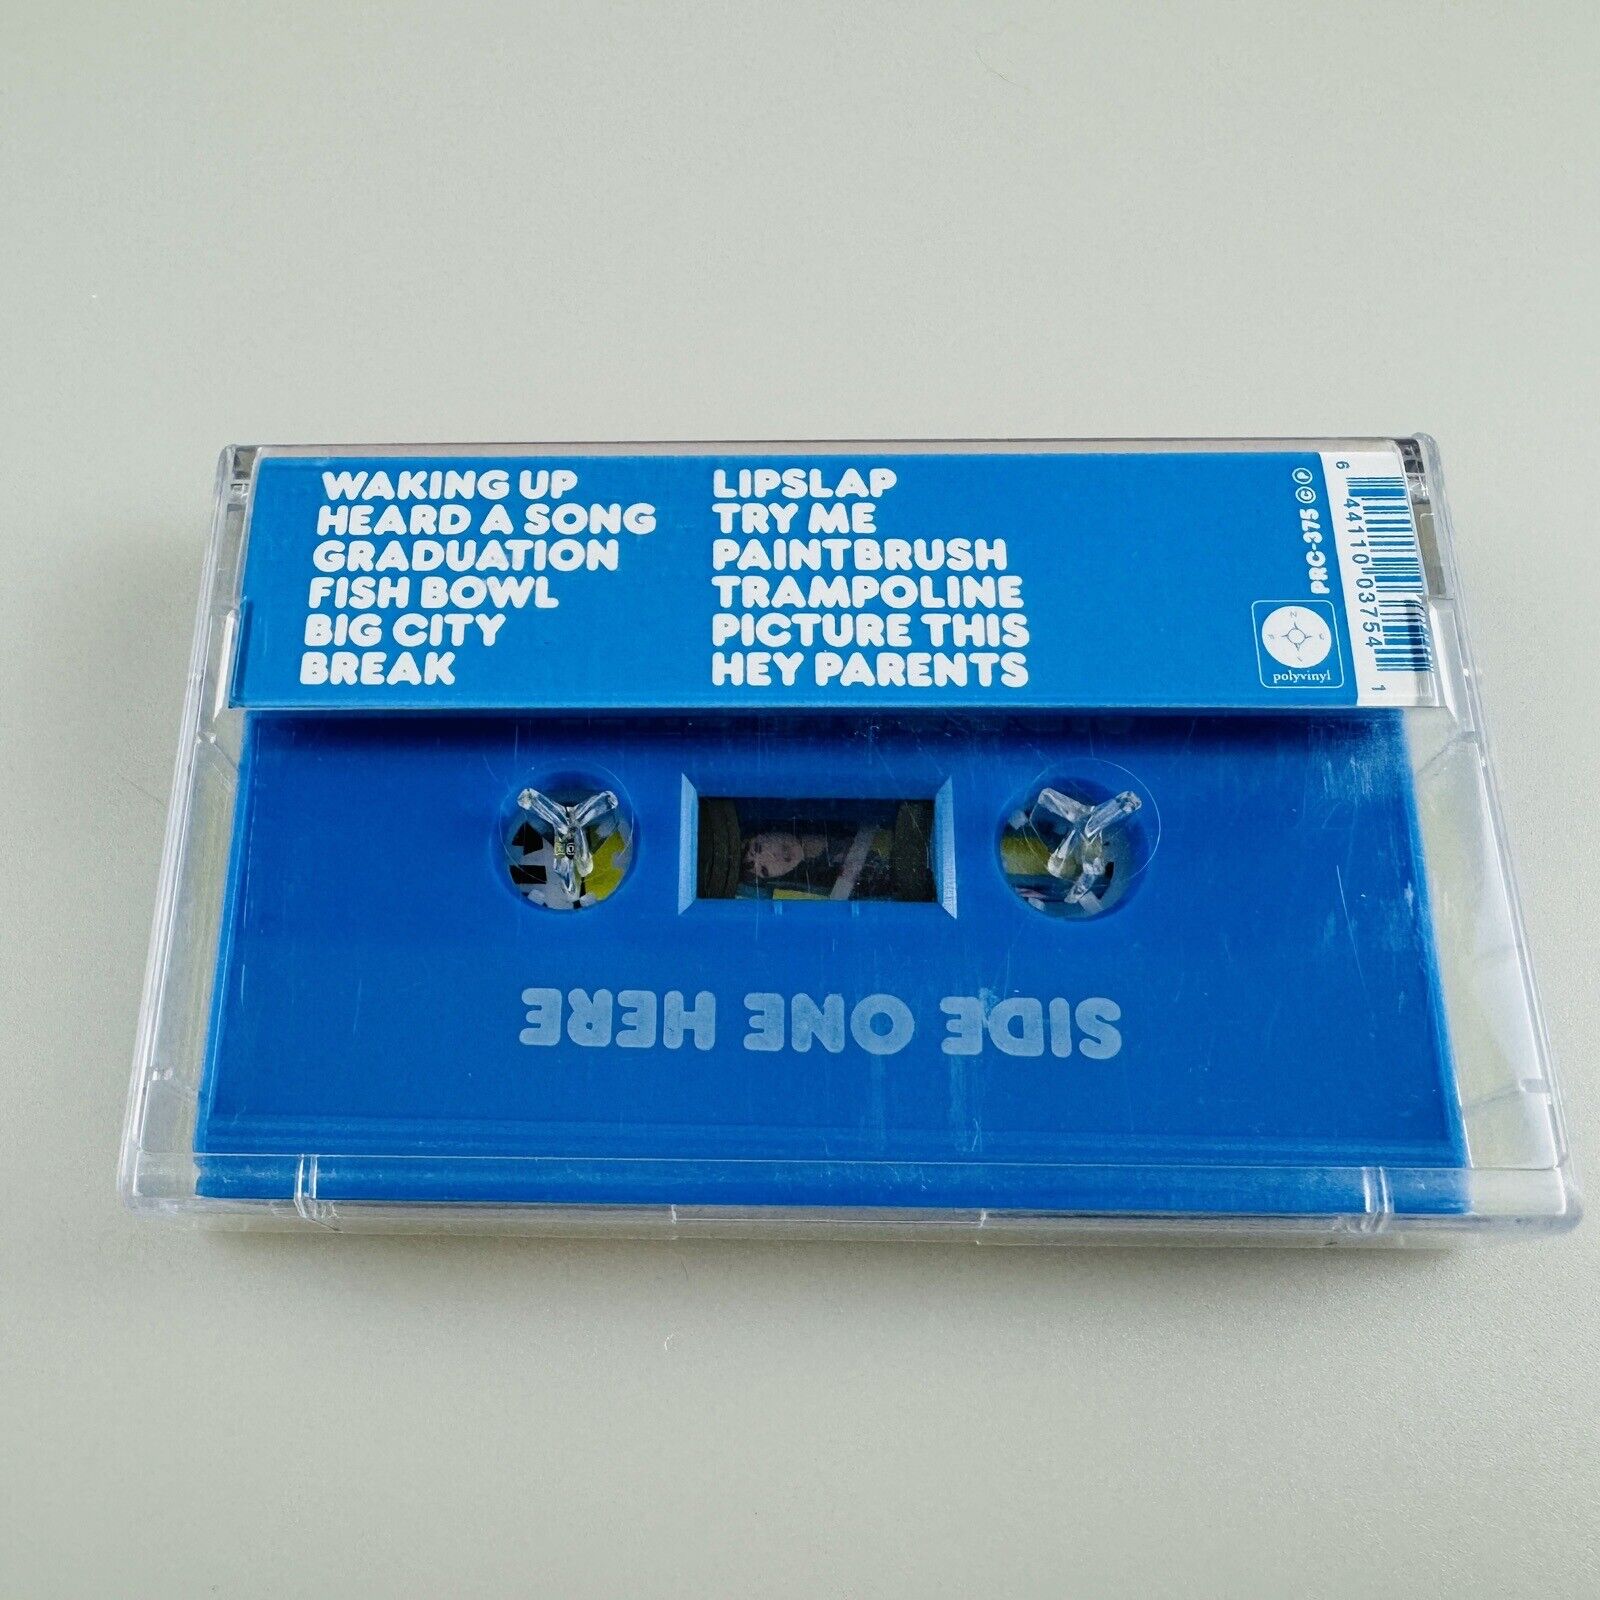 WAKING UP
HEARD A SONG
GRADUATION
FISH BOWL
BIG CITY
BREAK
LIPSLAP
TRY ME
PAINTBRUSH
TRAMPOLINE
PICTURE THIS
HEY PARENTS
PRC-375 © ℗
polyvinyl
6 44110 03754 1
SIDE ONE HERE